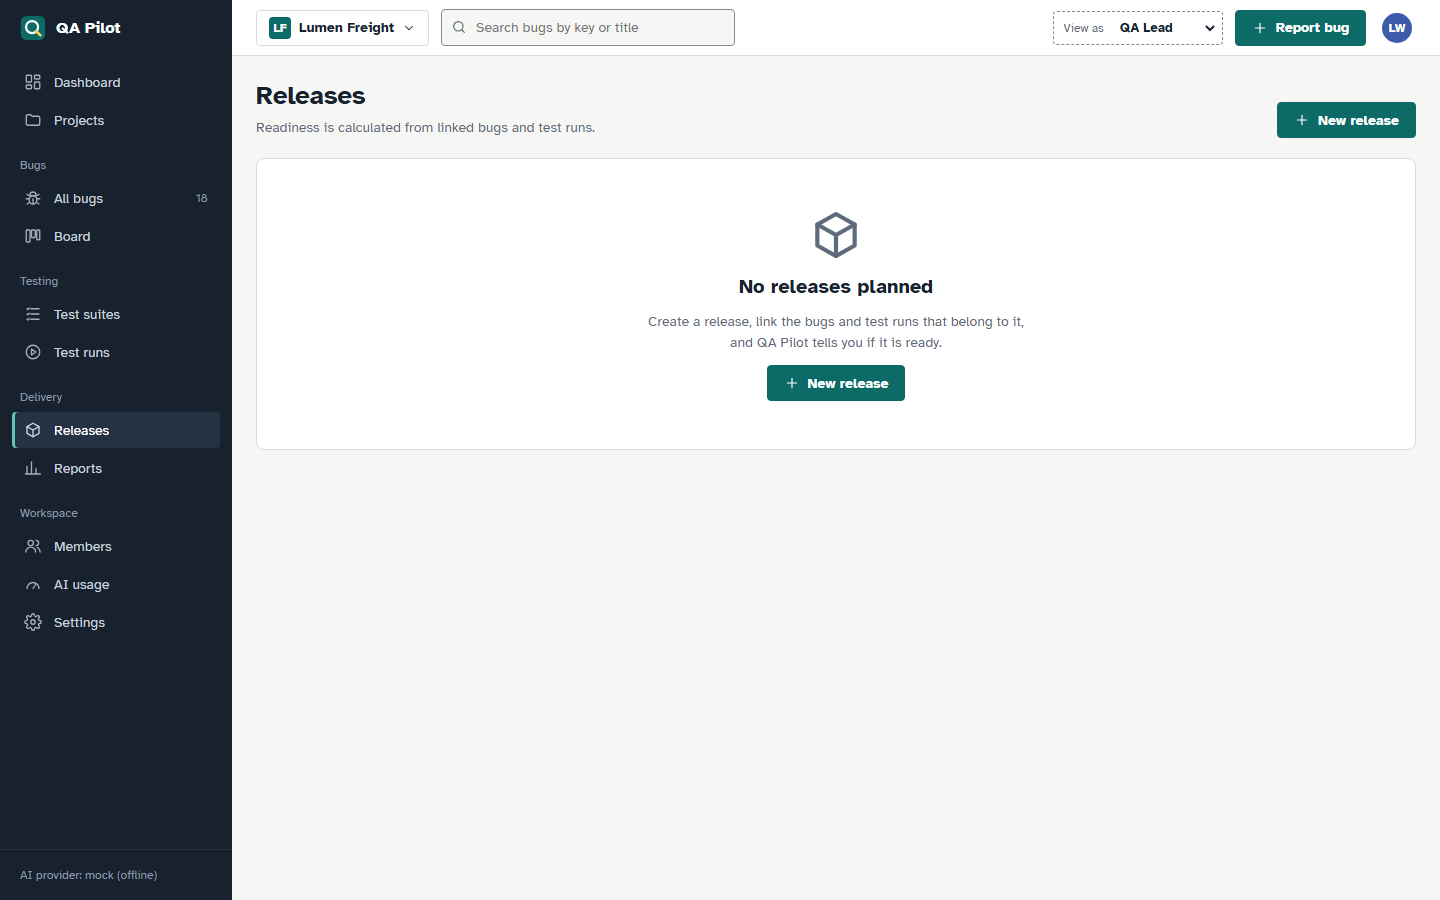 QA Pilot
Dashboard
Projects
Bugs
All bugs 18
Board
Testing
Test suites
Test runs
Delivery
Releases
Reports
Workspace
Members
AI usage
Settings
AI provider: mock (offline)
LF Lumen Freight
Search bugs by key or title
View as QA Lead
Report bug
LW
Releases
Readiness is calculated from linked bugs and test runs.
New release
No releases planned
Create a release, link the bugs and test runs that belong to it,
and QA Pilot tells you if it is ready.
New release